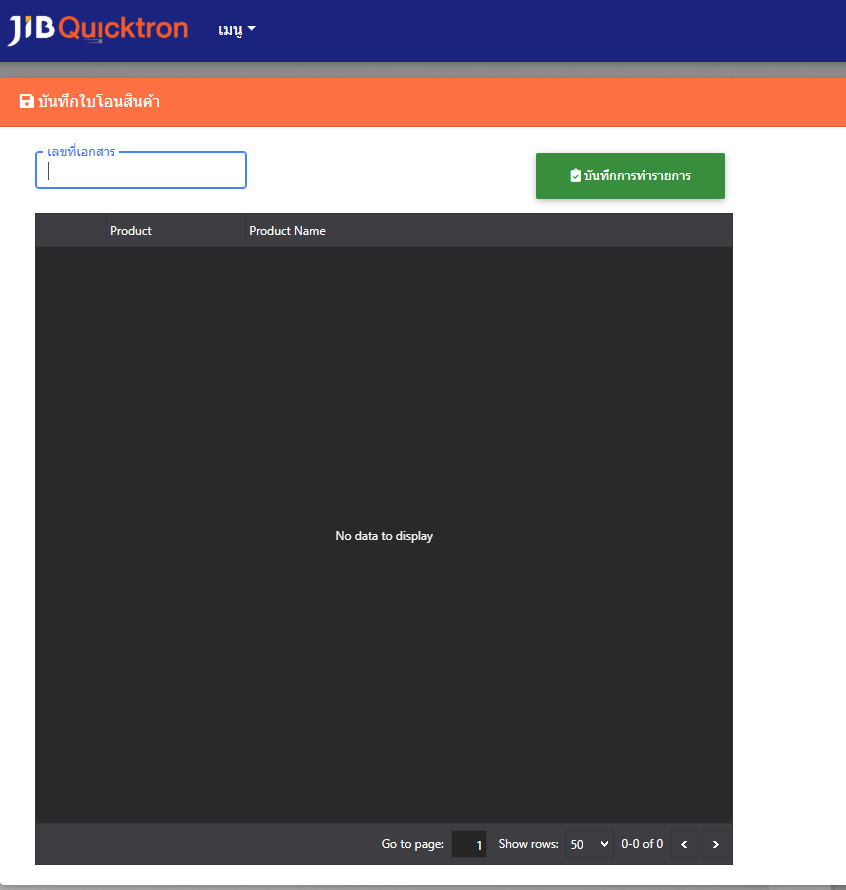 JIB Quicktron เมนู
บันทึกใบโอนสินค้า
เลขที่เอกสาร
บันทึกการทำรายการ
Product Product Name
No data to display
Go to page: 1 Show rows: 50 0-0 of 0